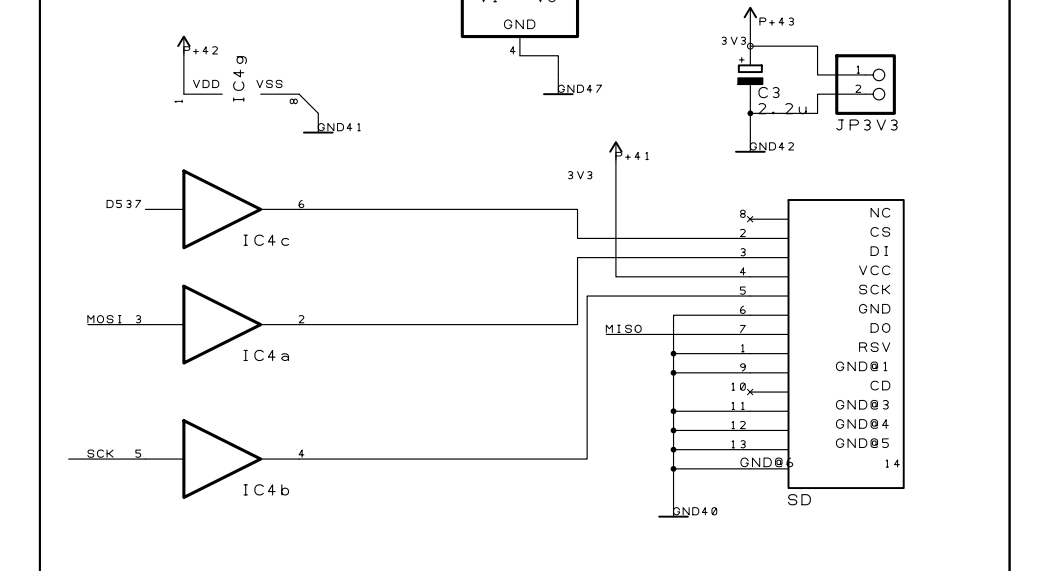 GND
4
GND47
P+42
VDD
IC4g
VSS
1
8
GND41
P+43
3V3
+
C3
2.2u
1
2
JP3V3
GND42
P+41
3V3
D537
6
IC4c
MOSI 3
2
IC4a
SCK 5
4
IC4b
8 NC
2 CS
3 DI
4 VCC
5 SCK
6 GND
MISO 7 DO
1 RSV
9 GND@1
10 CD
11 GND@3
12 GND@4
13 GND@5
GND@6 14
SD
GND40